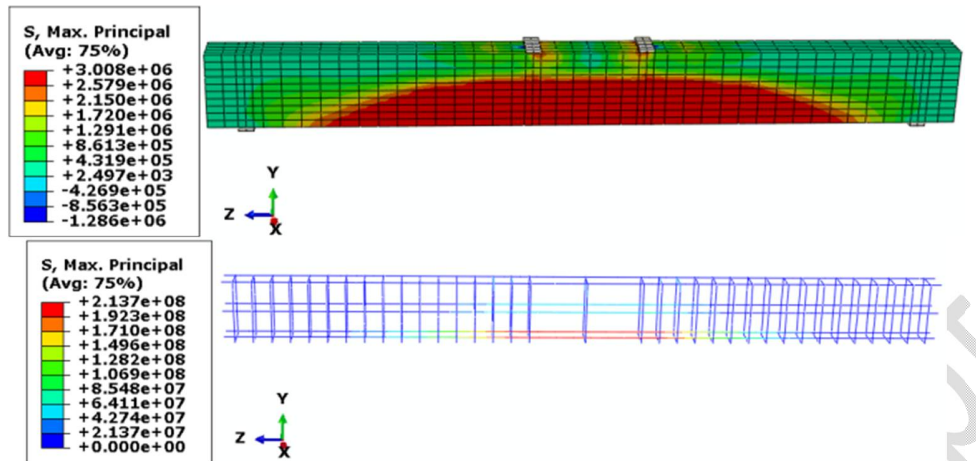 S, Max. Principal
(Avg: 75%)
+3.008e+06
+2.579e+06
+2.150e+06
+1.720e+06
+1.291e+06
+8.613e+05
+4.319e+05
+2.497e+03
-4.269e+05
-8.563e+05
-1.286e+06
Y
Z
X
S, Max. Principal
(Avg: 75%)
+2.137e+08
+1.923e+08
+1.710e+08
+1.496e+08
+1.282e+08
+1.069e+08
+8.548e+07
+6.411e+07
+4.274e+07
+2.137e+07
+0.000e+00
Y
Z
X